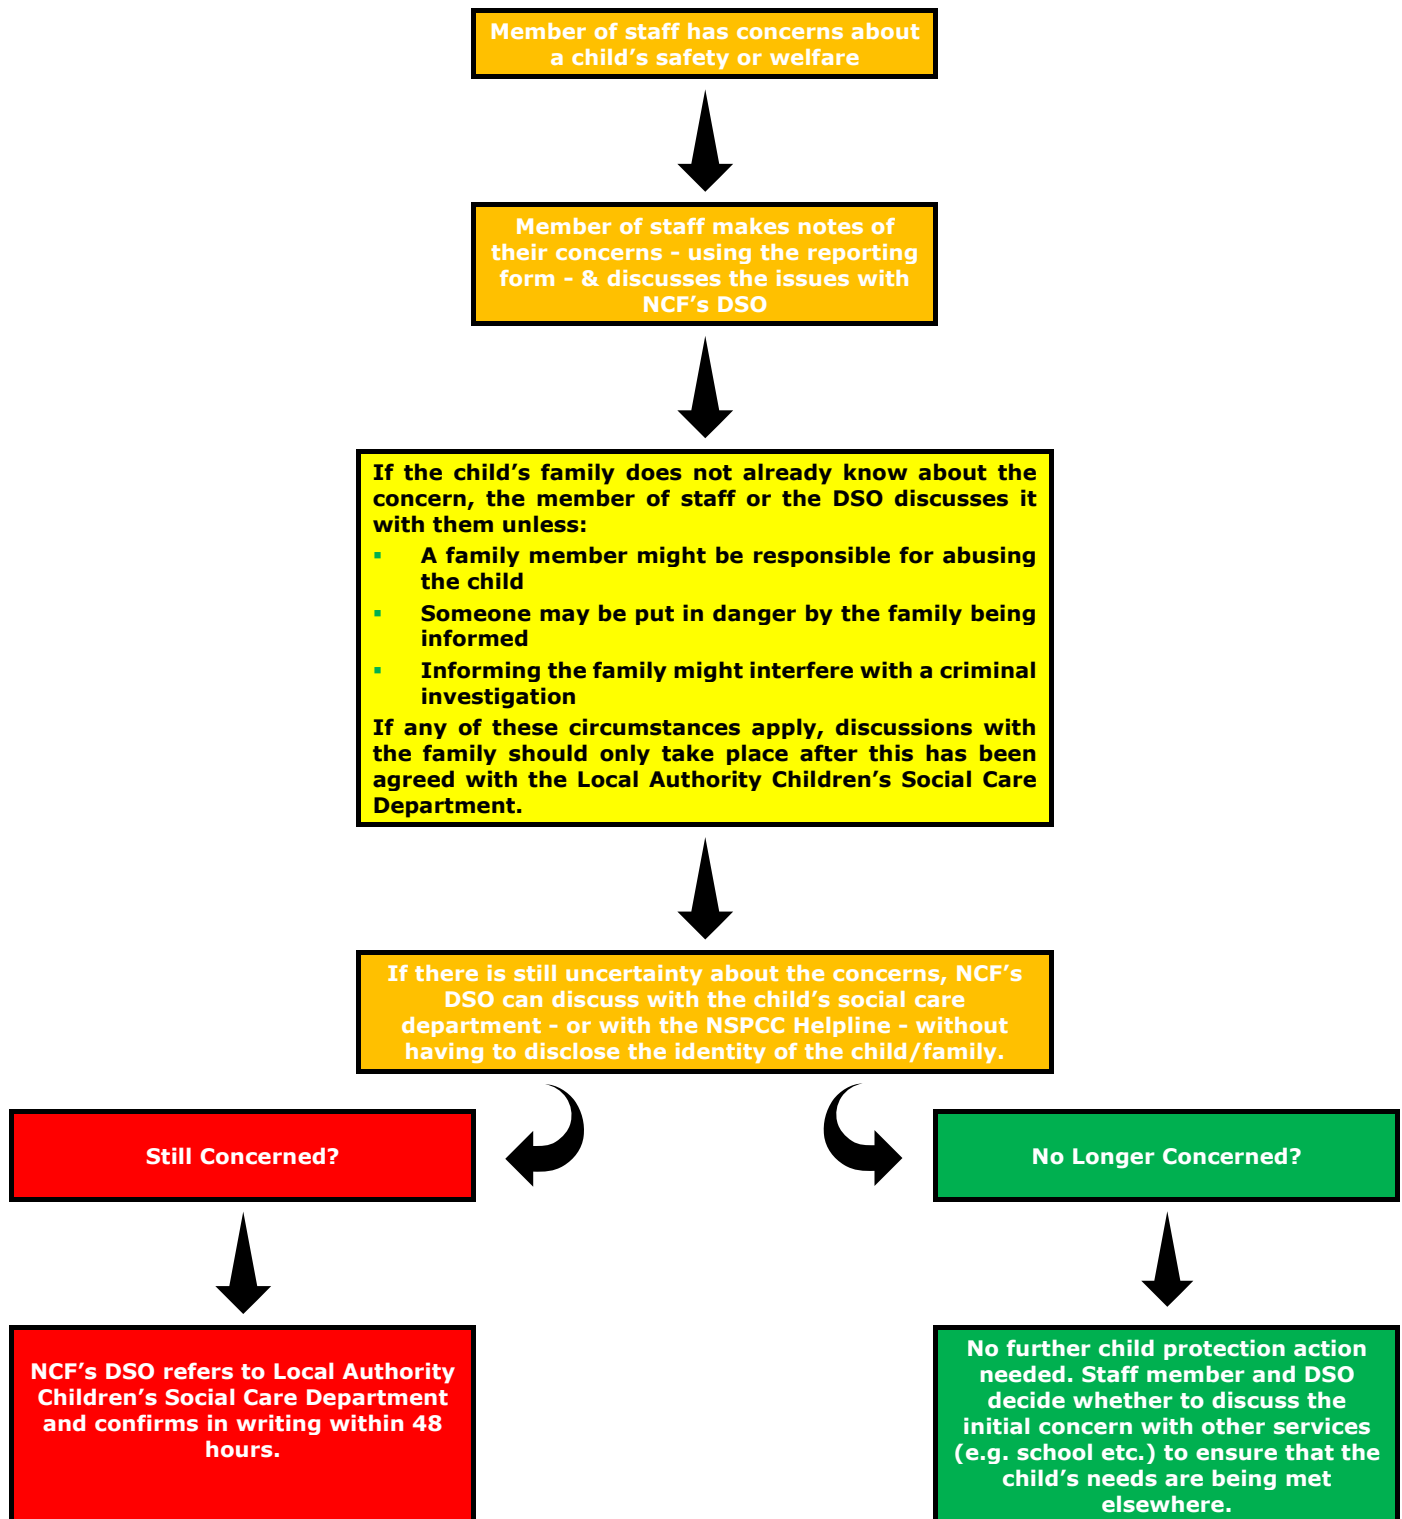 Member of staff has concerns about
a child’s safety or welfare
Member of staff makes notes of
their concerns – using the reporting
form – & discusses the issues with
NCF’s DSO
If the child’s family does not already know about the
concern, the member of staff or the DSO discusses it
with them unless:
▪ A family member might be responsible for abusing
the child
▪ Someone may be put in danger by the family being
informed
▪ Informing the family might interfere with a criminal
investigation
If any of these circumstances apply, discussions with
the family should only take place after this has been
agreed with the Local Authority Children’s Social Care
Department.
If there is still uncertainty about the concerns, NCF’s
DSO can discuss with the child’s social care
department – or with the NSPCC Helpline – without
having to disclose the identity of the child/family.
Still Concerned?
No Longer Concerned?
NCF’s DSO refers to Local Authority
Children’s Social Care Department
and confirms in writing within 48
hours.
No further child protection action
needed. Staff member and DSO
decide whether to discuss the
initial concern with other services
(e.g. school etc.) to ensure that the
child’s needs are being met
elsewhere.